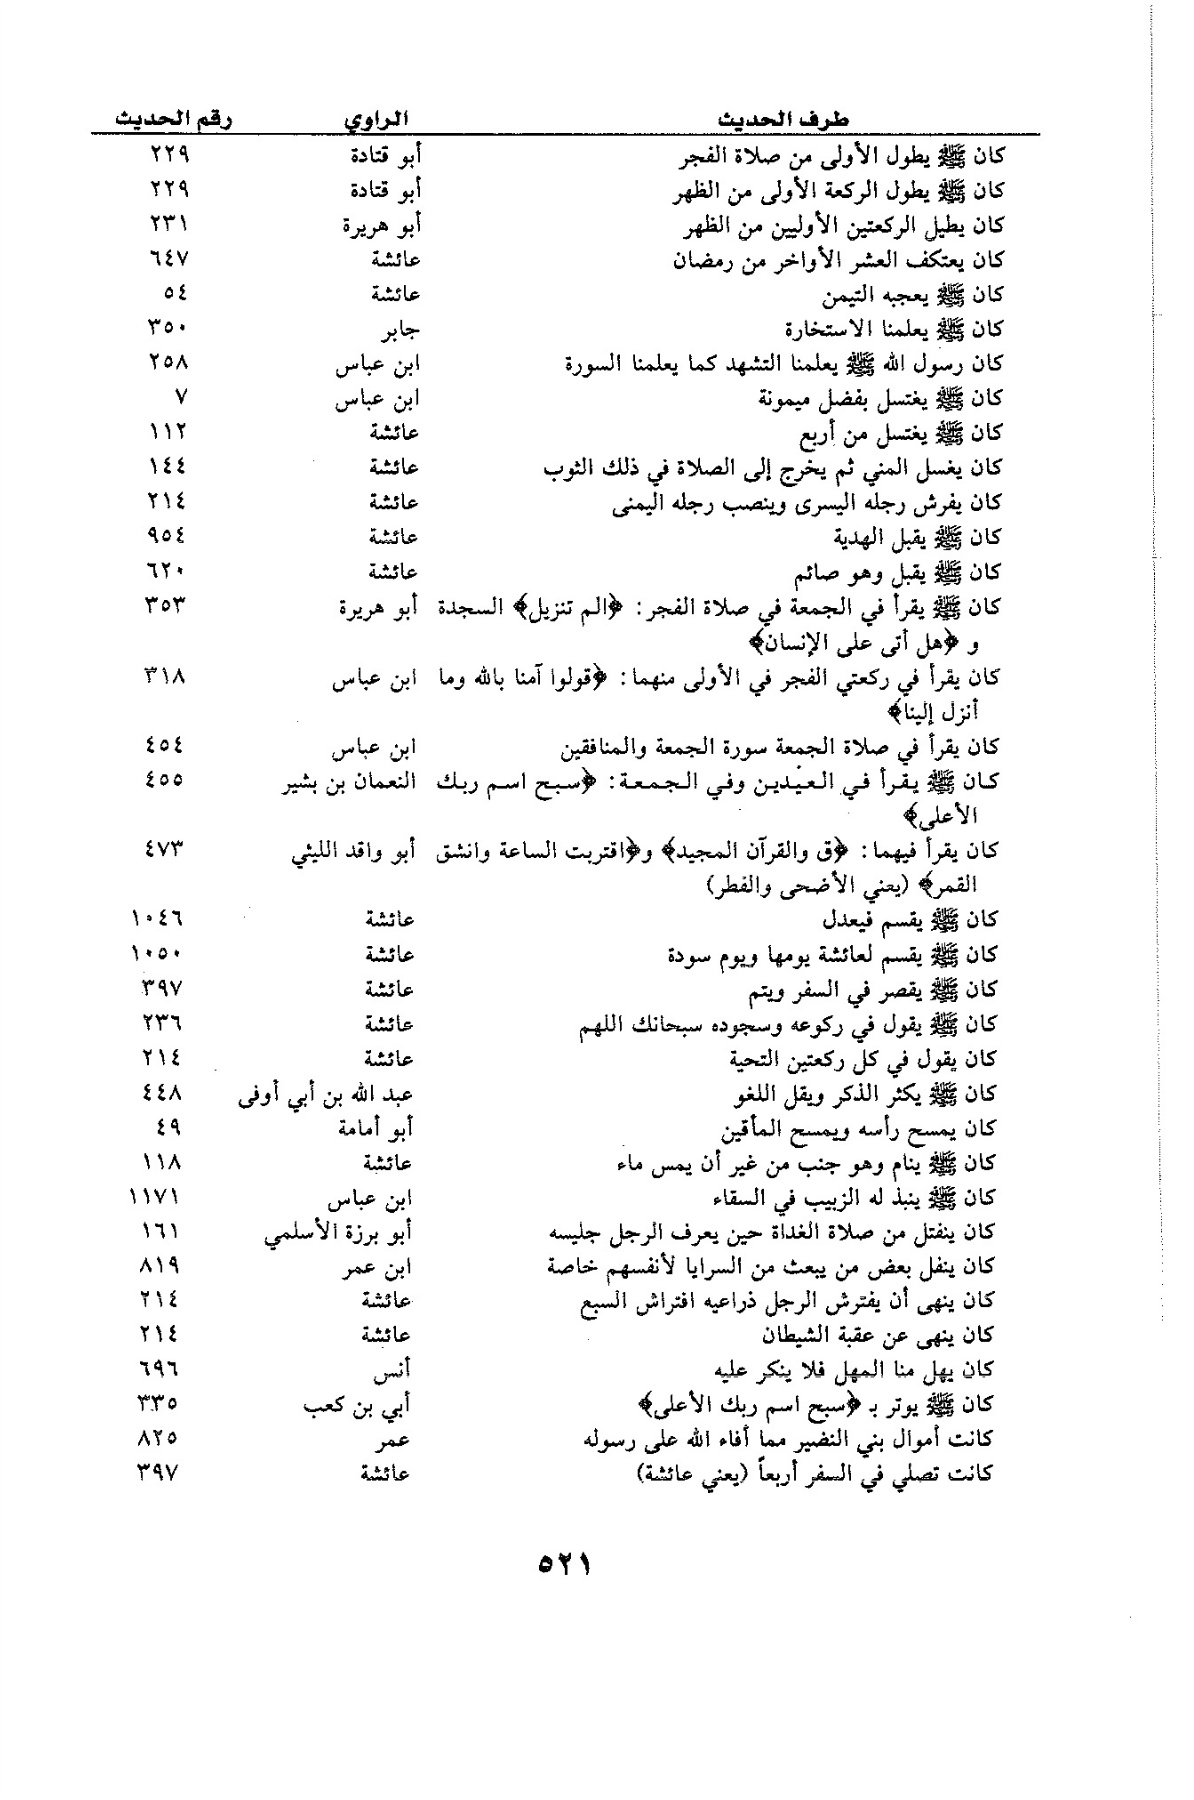 طرف الحديث الراوي رقم الحديث
كان ﷺ يطول الأولى من صلاة الفجر أبو قتادة ٢٢٩
كان ﷺ يطول الركعة الأولى من الظهر أبو قتادة ٢٢٩
كان يطيل الركعتين الأوليين من الظهر أبو هريرة ٢٣١
كان يعتكف العشر الأواخر من رمضان عائشة ٦٤٧
كان ﷺ يعجبه التيمن عائشة ٥٤
كان ﷺ يعلمنا الاستخارة جابر ٣٥٠
كان رسول الله ﷺ يعلمنا التشهد كما يعلمنا السورة ابن عباس ٢٥٨
كان ﷺ يغتسل بفضل ميمونة ابن عباس ٧
كان ﷺ يغتسل من أربع عائشة ١١٢
كان يغسل المني ثم يخرج إلى الصلاة في ذلك الثوب عائشة ١٤٤
كان يفرش رجله اليسرى وينصب رجله اليمنى عائشة ٢١٤
كان ﷺ يقبل الهدية عائشة ٩٥٤
كان ﷺ يقبل وهو صائم عائشة ٦٢٠
كان ﷺ يقرأ في الجمعة في صلاة الفجر: ﴿الم تنزيل﴾ السجدة أبو هريرة ٣٥٣
و ﴿هل أتى على الإنسان﴾
كان يقرأ في ركعتي الفجر في الأولى منهما: ﴿قولوا آمنا بالله وما ابن عباس ٣١٨
أنزل إلينا﴾
كان يقرأ في صلاة الجمعة سورة الجمعة والمنافقين ابن عباس ٤٥٤
كان ﷺ يقرأ في العيدين وفي الجمعة: ﴿سبح اسم ربك النعمان بن بشير ٤٥٥
الأعلى﴾
كان يقرأ فيهما: ﴿ق والقرآن المجيد﴾ و﴿اقتربت الساعة وانشق أبو واقد الليثي ٤٧٣
القمر﴾ (يعني الأضحى والفطر)
كان ﷺ يقسم فيعدل عائشة ١٠٤٦
كان ﷺ يقسم لعائشة يومها ويوم سودة عائشة ١٠٥٠
كان ﷺ يقصر في السفر ويتم عائشة ٣٩٧
كان ﷺ يقول في ركوعه وسجوده سبحانك اللهم عائشة ٢٣٦
كان يقول في كل ركعتين التحية عائشة ٢١٤
كان ﷺ يكثر الذكر ويقل اللغو عبد الله بن أبي أوفى ٤٤٨
كان يمسح رأسه ويمسح المأقين أبو أمامة ٤٩
كان ﷺ ينام وهو جنب من غير أن يمس ماء عائشة ١١٨
كان ﷺ ينبذ له الزبيب في السقاء ابن عباس ١١٧١
كان ينفتل من صلاة الغداة حين يعرف الرجل جليسه أبو برزة الأسلمي ١٦١
كان ينفل بعض من يبعث من السرايا لأنفسهم خاصة ابن عمر ٨١٩
كان ينهى أن يفترش الرجل ذراعيه افتراش السبع عائشة ٢١٤
كان ينهى عن عقبة الشيطان عائشة ٢١٤
كان يهل منا المهل فلا ينكر عليه أنس ٦٩٦
كان ﷺ يوتر بـ ﴿سبح اسم ربك الأعلى﴾ أبي بن كعب ٣٣٥
كانت أموال بني النضير مما أفاء الله على رسوله عمر ٨٢٥
كانت تصلي في السفر أربعاً (يعني عائشة) عائشة ٣٩٧
٥٢١